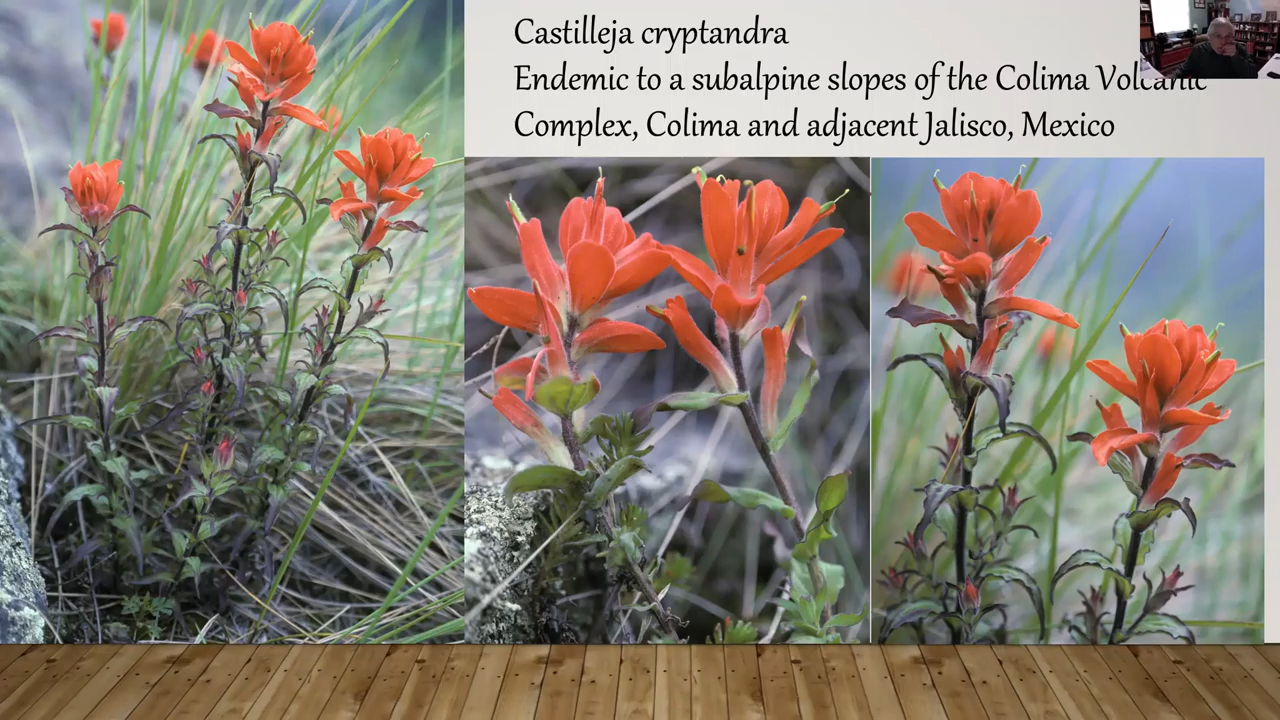 Castilleja cryptandra
Endemic to a subalpine slopes of the Colima Volcanic
Complex, Colima and adjacent Jalisco, Mexico